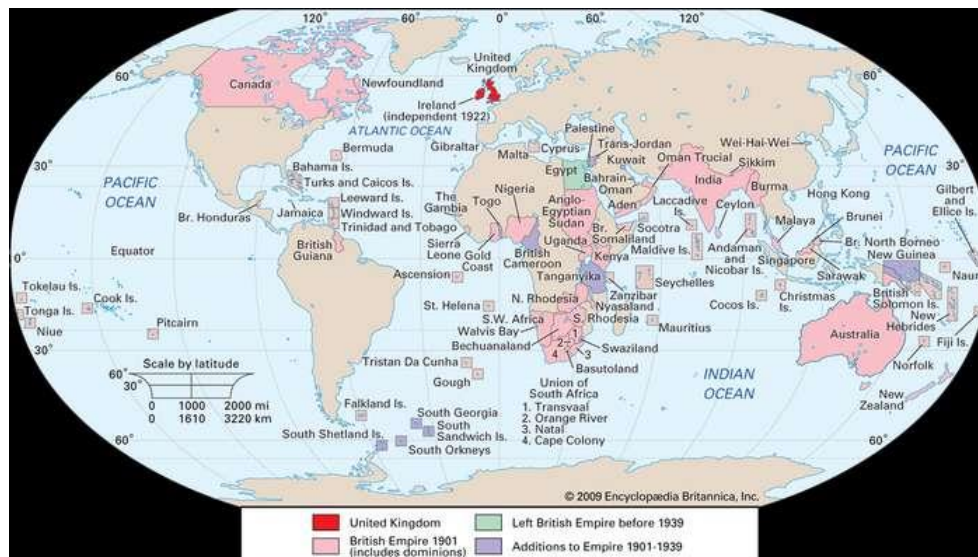 120°
60°
0°
60°
120°
60°
60°
30°
30°
0°
30°
30°
60°
60°
United
Kingdom
Canada
Newfoundland
Ireland
(independent 1922)
ATLANTIC OCEAN
PACIFIC
OCEAN
PACIFIC
OCEAN
INDIAN
OCEAN
Bermuda
Bahama Is.
Turks and Caicos Is.
Leeward Is.
Windward Is.
Trinidad and Tobago
Jamaica
Br. Honduras
British
Guiana
Equator
Gibraltar
Malta
Cyprus
Palestine
Trans-Jordan
Kuwait
Bahrain
Oman
Aden
Oman Trucial
Egypt
Wei-Hai-Wei
Sikkim
India
Burma
Hong Kong
Laccadive
Is.
Ceylon
Malaya
Brunei
Gilbert
and
Ellice Is.
The
Gambia
Togo
Nigeria
Anglo-
Egyptian
Sudan
Br.
Somaliland
Socotra
Maldive Is.
Andaman
and
Nicobar Is.
Singapore
Br. North Borneo
Sarawak
New Guinea
Sierra
Leone
Gold
Coast
British
Cameroon
Uganda
Kenya
Tanganyika
Zanzibar
Seychelles
Ascension
St. Helena
N. Rhodesia
Nyasaland
S. Rhodesia
S.W. Africa
Walvis Bay
Bechuanaland
Swaziland
Basutoland
Mauritius
Cocos Is.
Christmas
Is.
British
Solomon Is.
New
Hebrides
Fiji Is.
Norfolk
Australia
New
Zealand
Tokelau Is.
Cook Is.
Tonga Is.
Niue
Pitcairn
Tristan Da Cunha
Gough
Falkland Is.
South Georgia
South
Sandwich Is.
South Orkneys
South Shetland Is.
1
2
3
4
Union of
South Africa
1. Transvaal
2. Orange River
3. Natal
4. Cape Colony
Scale by latitude
60°
30°
0 1000 2000 mi
0 1610 3220 km
© 2009 Encyclopædia Britannica, Inc.
United Kingdom
British Empire 1901
(includes dominions)
Left British Empire before 1939
Additions to Empire 1901-1939